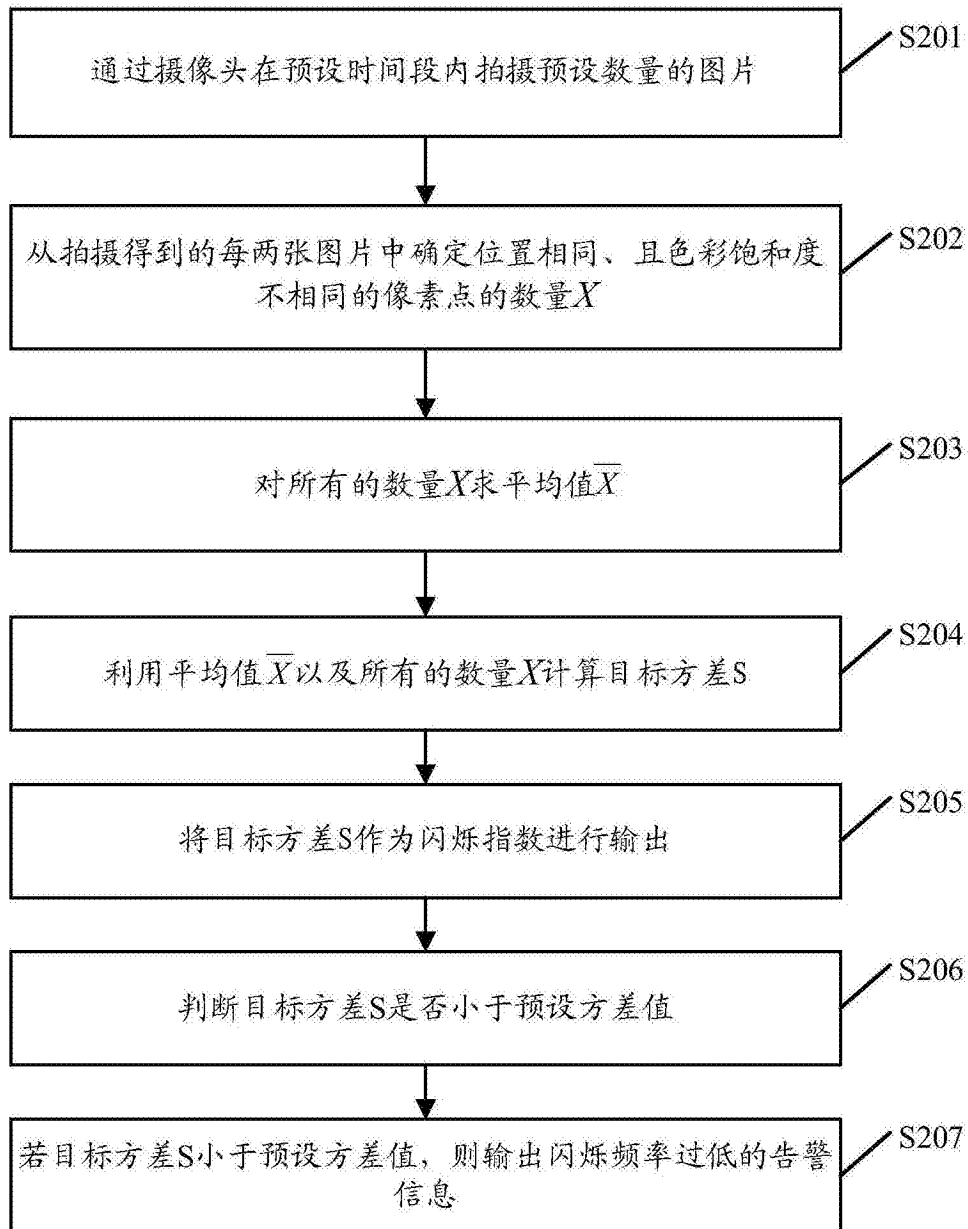 通过摄像头在预设时间段内拍摄预设数量的图片
S201
从拍摄得到的每两张图片中确定位置相同、且色彩饱和度
不相同的像素点的数量X
S202
对所有的数量X求平均值X̅
S203
利用平均值X̅以及所有的数量X计算目标方差S
S204
将目标方差S作为闪烁指数进行输出
S205
判断目标方差S是否小于预设方差值
S206
若目标方差S小于预设方差值，则输出闪烁频率过低的告警
信息
S207